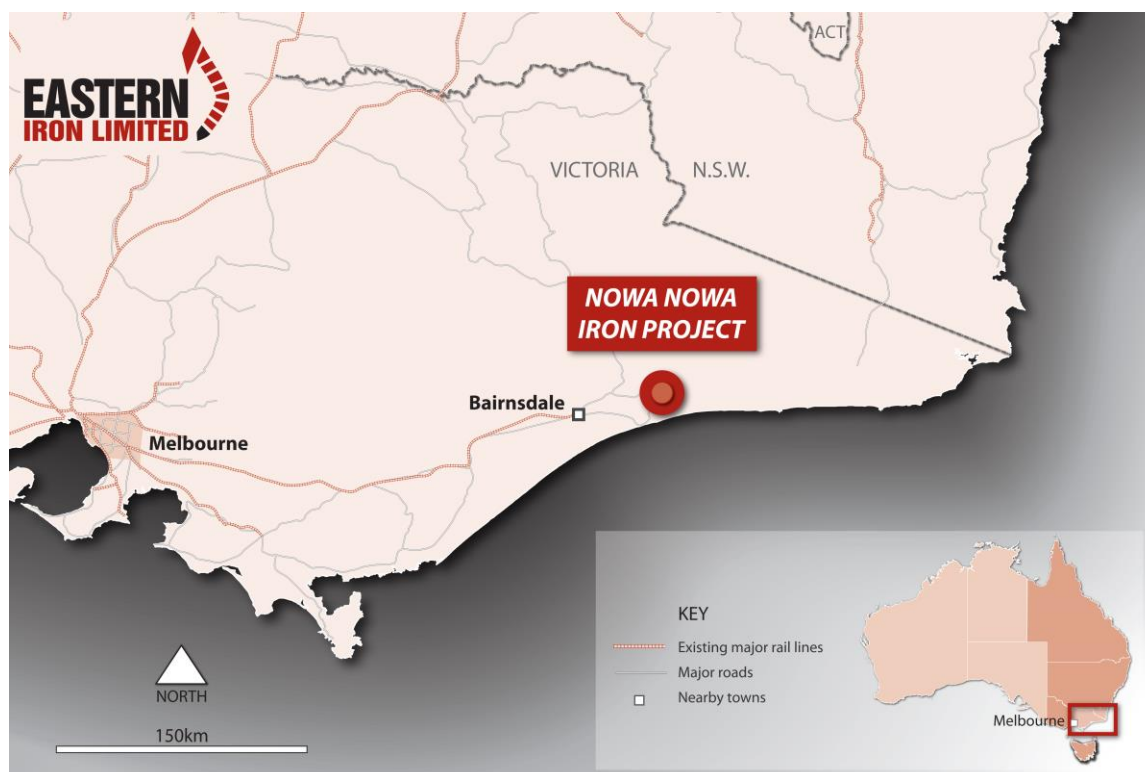 EASTERN
IRON LIMITED
ACT
VICTORIA
N.S.W.
NOWA NOWA
IRON PROJECT
Bairnsdale
Melbourne
NORTH
150km
KEY
Existing major rail lines
Major roads
Nearby towns
Melbourne